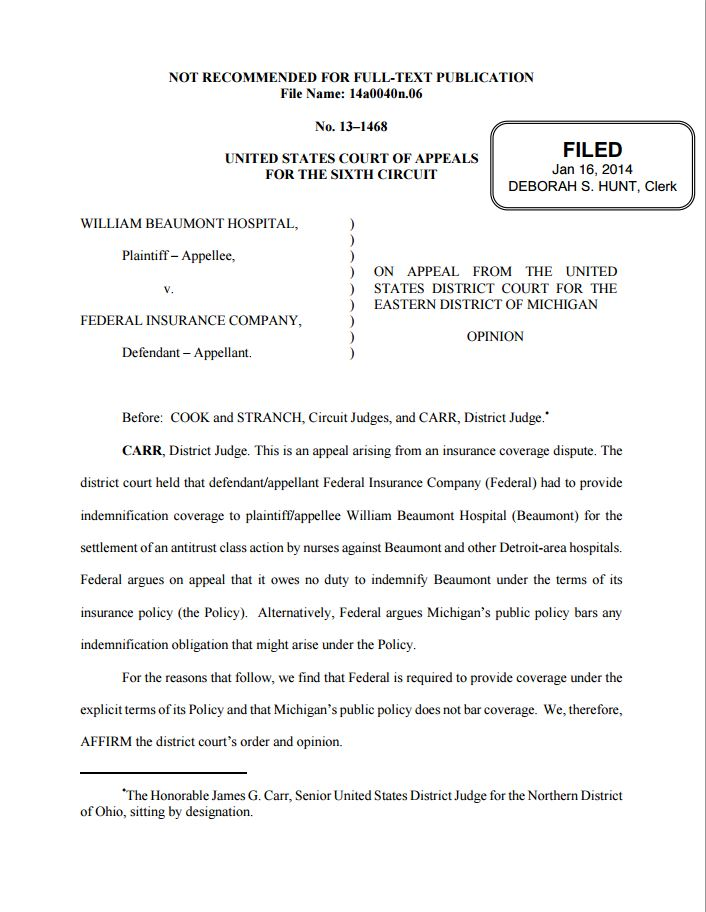 NOT RECOMMENDED FOR FULL-TEXT PUBLICATION
File Name: 14a0040n.06
No. 13–1468
UNITED STATES COURT OF APPEALS
FOR THE SIXTH CIRCUIT
FILED
Jan 16, 2014
DEBORAH S. HUNT, Clerk
WILLIAM BEAUMONT HOSPITAL,
Plaintiff – Appellee,
v.
FEDERAL INSURANCE COMPANY,
Defendant – Appellant.
)
)
)
)
)
)
)
)
)
ON APPEAL FROM THE UNITED
STATES DISTRICT COURT FOR THE
EASTERN DISTRICT OF MICHIGAN
OPINION
Before: COOK and STRANCH, Circuit Judges, and CARR, District Judge.*
CARR, District Judge. This is an appeal arising from an insurance coverage dispute. The
district court held that defendant/appellant Federal Insurance Company (Federal) had to provide
indemnification coverage to plaintiff/appellee William Beaumont Hospital (Beaumont) for the
settlement of an antitrust class action by nurses against Beaumont and other Detroit-area hospitals.
Federal argues on appeal that it owes no duty to indemnify Beaumont under the terms of its
insurance policy (the Policy). Alternatively, Federal argues Michigan's public policy bars any
indemnification obligation that might arise under the Policy.
For the reasons that follow, we find that Federal is required to provide coverage under the
explicit terms of its Policy and that Michigan's public policy does not bar coverage. We, therefore,
AFFIRM the district court's order and opinion.
*The Honorable James G. Carr, Senior United States District Judge for the Northern District
of Ohio, sitting by designation.